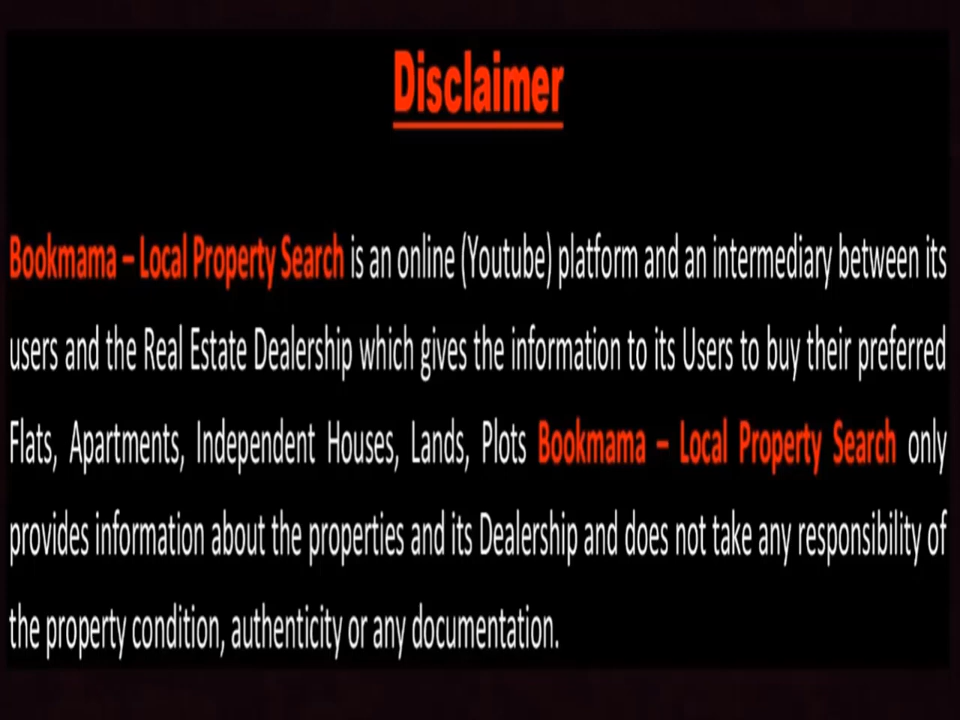 Disclaimer
Bookmama – Local Property Search is an online (Youtube) platform and an intermediary between its
users and the Real Estate Dealership which gives the information to its Users to buy their preferred
Flats, Apartments, Independent Houses, Lands, Plots Bookmama – Local Property Search only
provides information about the properties and its Dealership and does not take any responsibility of
the property condition, authenticity or any documentation.